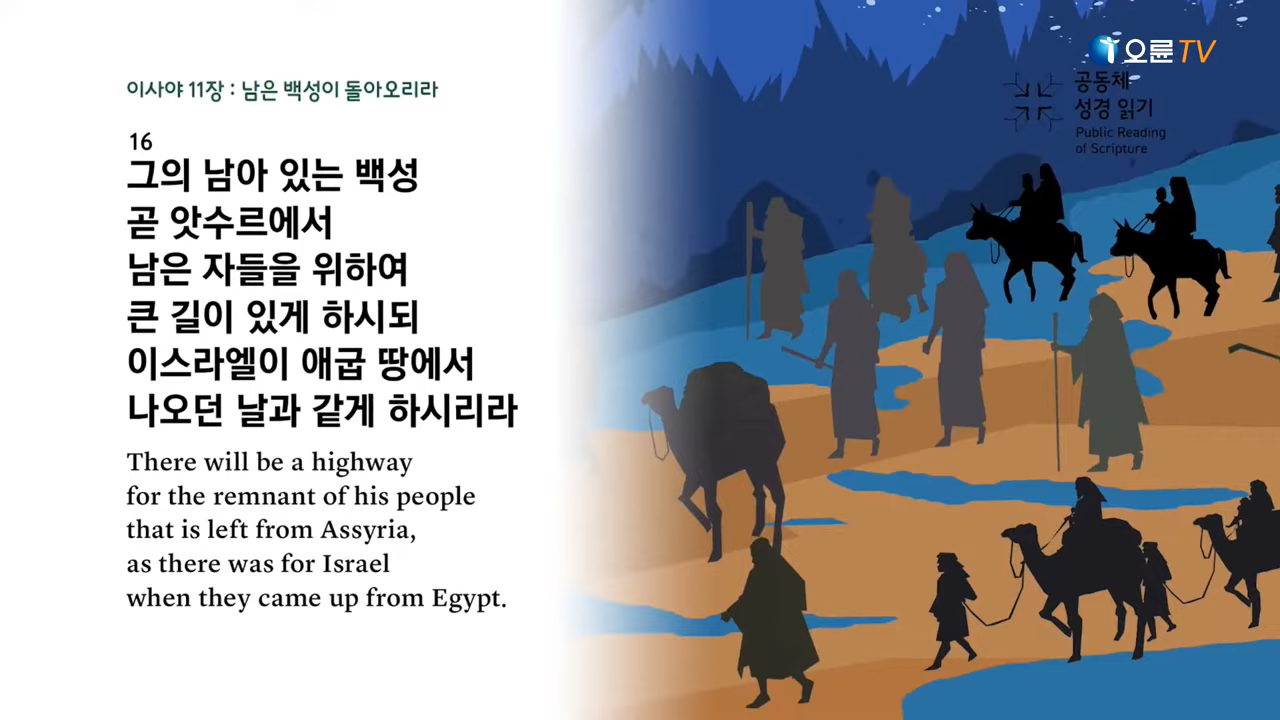 이사야 11장 : 남은 백성이 돌아오리라
16
그의 남아 있는 백성
곧 앗수르에서
남은 자들을 위하여
큰 길이 있게 하시되
이스라엘이 애굽 땅에서
나오던 날과 같게 하시리라
There will be a highway
for the remnant of his people
that is left from Assyria,
as there was for Israel
when they came up from Egypt.
오륜TV
공동체
성경 읽기
Public Reading
of Scripture